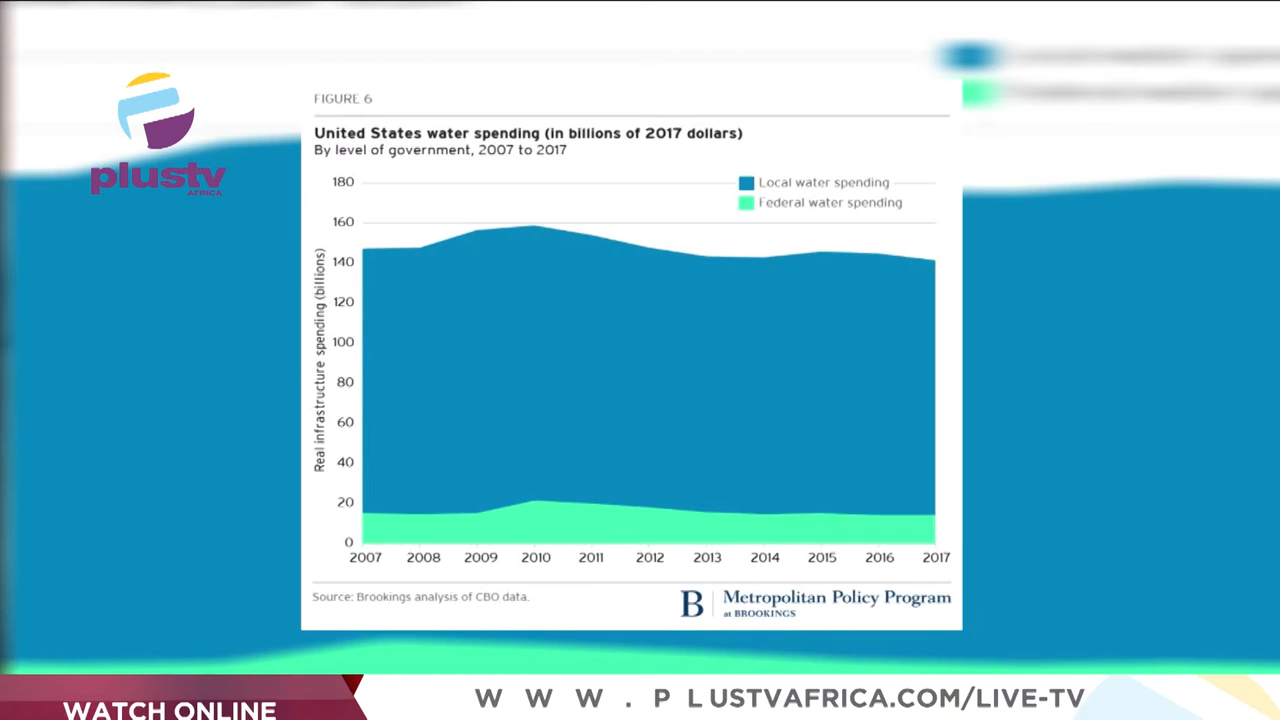 plustv
AFRICA
FIGURE 6
United States water spending (in billions of 2017 dollars)
By level of government, 2007 to 2017
Local water spending
Federal water spending
Real infrastructure spending (billions)
180
160
140
120
100
80
60
40
20
0
2007 2008 2009 2010 2011 2012 2013 2014 2015 2016 2017
Source: Brookings analysis of CBO data.
B Metropolitan Policy Program
at BROOKINGS
WATCH ONLINE
WWW.PLUSTVAFRICA.COM/LIVE-TV